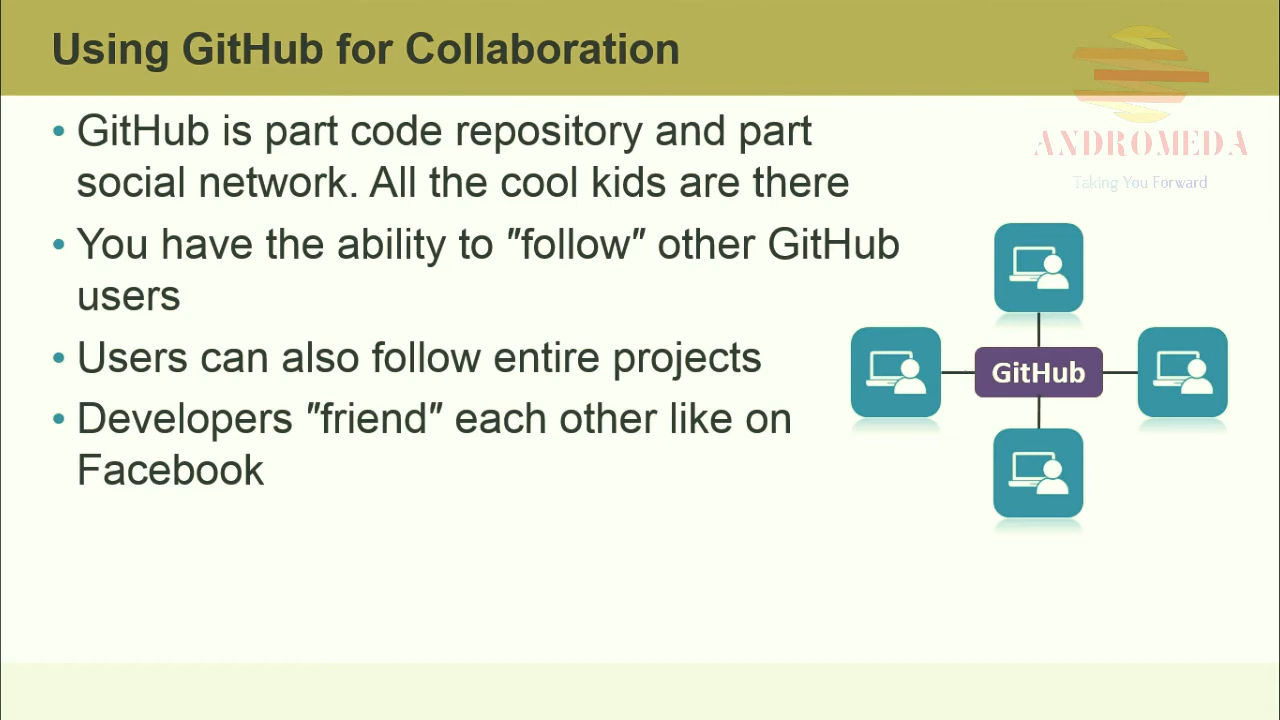 Using GitHub for Collaboration
• GitHub is part code repository and part
social network. All the cool kids are there
• You have the ability to "follow" other GitHub
users
• Users can also follow entire projects
• Developers "friend" each other like on
Facebook
ANDROMEDA
Taking You Forward
GitHub